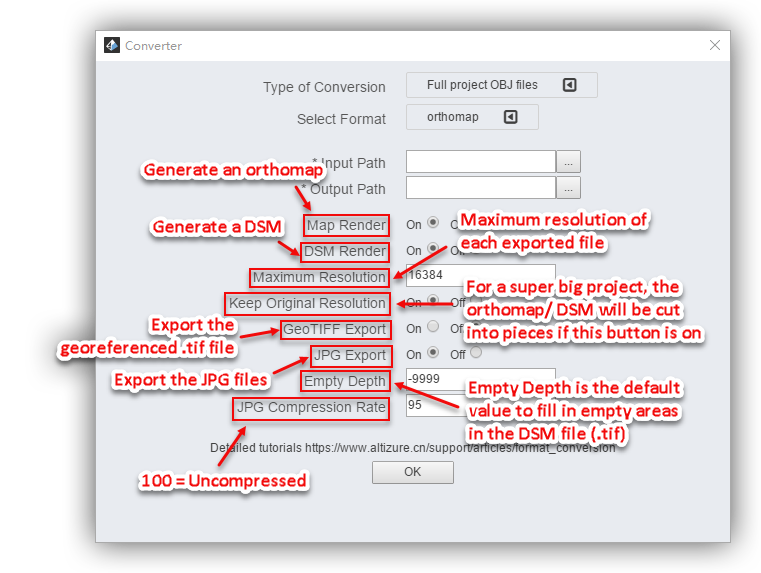 Converter
Type of Conversion Full project OBJ files
Select Format orthomap
Generate an orthomap
* Input Path ...
* Output Path ...
Generate a DSM
Map Render On
Maximum resolution of
each exported file
DSM Render On Off
Maximum Resolution 16384
Keep Original Resolution On Off
For a super big project, the
orthomap/ DSM will be cut
into pieces if this button is on
Export the
georeferenced .tif file
GeoTIFF Export On Off
JPG Export On Off
Export the JPG files
Empty Depth -9999
Empty Depth is the default
value to fill in empty areas
in the DSM file (.tif)
JPG Compression Rate 95
Detailed tutorials https://www.altizure.cn/support/articles/format_conversion
100 = Uncompressed
OK